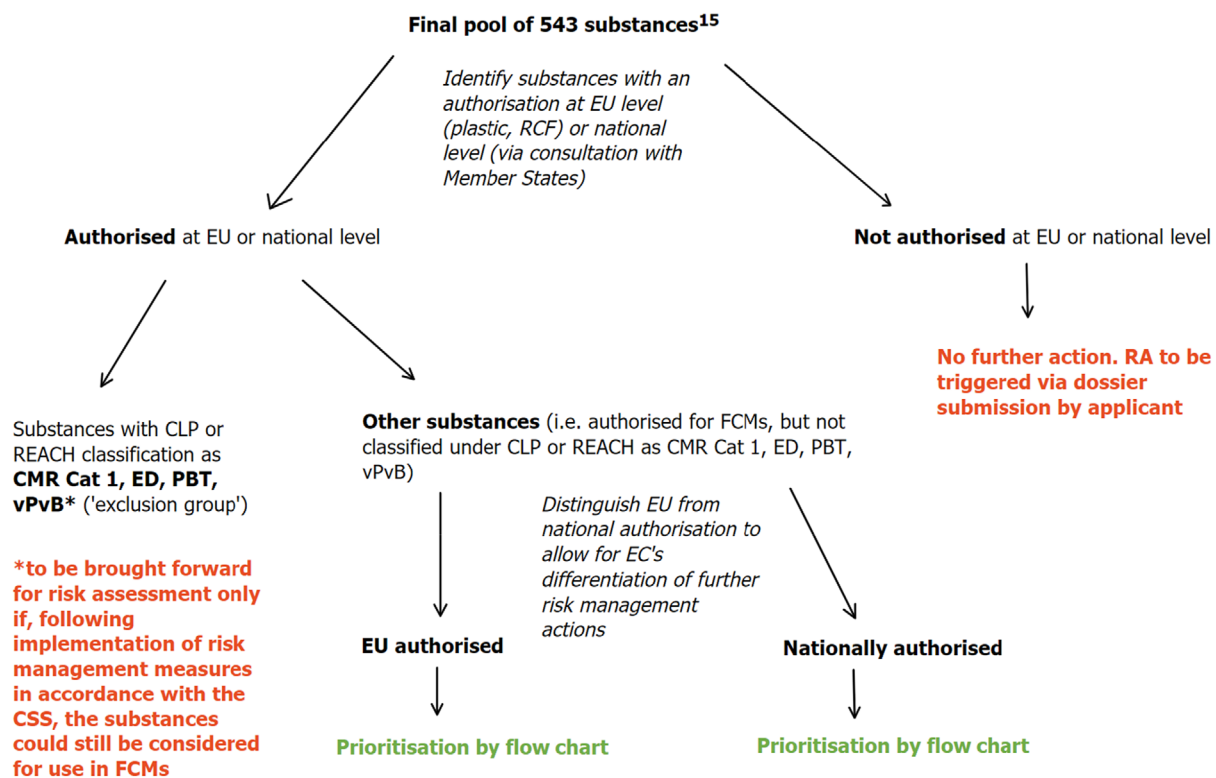 Final pool of 543 substances15
Identify substances with an
authorisation at EU level
(plastic, RCF) or national
level (via consultation with
Member States)
Authorised at EU or national level
Not authorised at EU or national level
No further action. RA to be
triggered via dossier
submission by applicant
Substances with CLP or
REACH classification as
CMR Cat 1, ED, PBT,
vPvB* ('exclusion group')
*to be brought forward
for risk assessment only
if, following
implementation of risk
management measures
in accordance with the
CSS, the substances
could still be considered
for use in FCMs
Other substances (i.e. authorised for FCMs, but not
classified under CLP or REACH as CMR Cat 1, ED, PBT,
vPvB)
Distinguish EU from
national authorisation to
allow for EC's
differentiation of further
risk management
actions
EU authorised
Nationally authorised
Prioritisation by flow chart
Prioritisation by flow chart